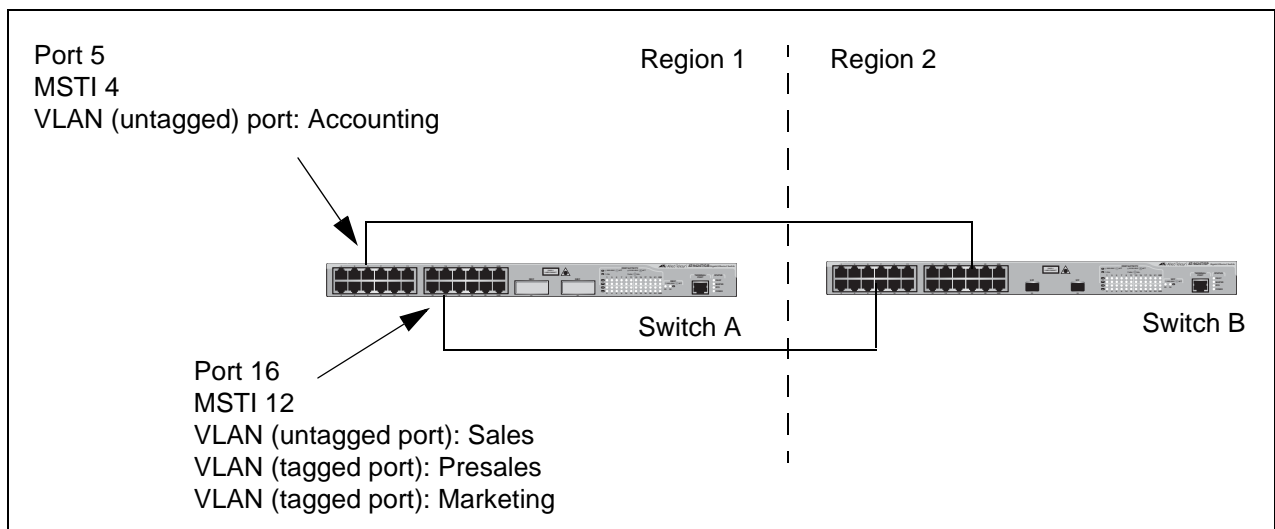 Port 5
MSTI 4
VLAN (untagged) port: Accounting
Region 1
Region 2
Switch A
Switch B
Port 16
MSTI 12
VLAN (untagged port): Sales
VLAN (tagged port): Presales
VLAN (tagged port): Marketing